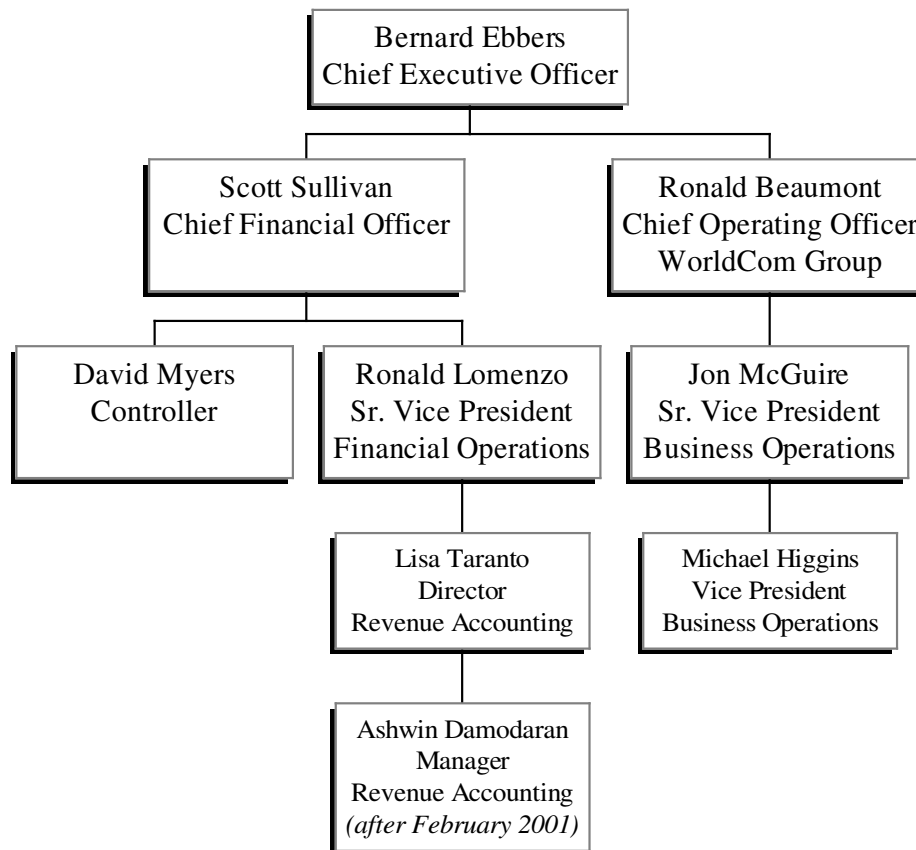 Bernard Ebbers
Chief Executive Officer
Scott Sullivan
Chief Financial Officer
Ronald Beaumont
Chief Operating Officer
WorldCom Group
David Myers
Controller
Ronald Lomenzo
Sr. Vice President
Financial Operations
Jon McGuire
Sr. Vice President
Business Operations
Lisa Taranto
Director
Revenue Accounting
Michael Higgins
Vice President
Business Operations
Ashwin Damodaran
Manager
Revenue Accounting
(after February 2001)